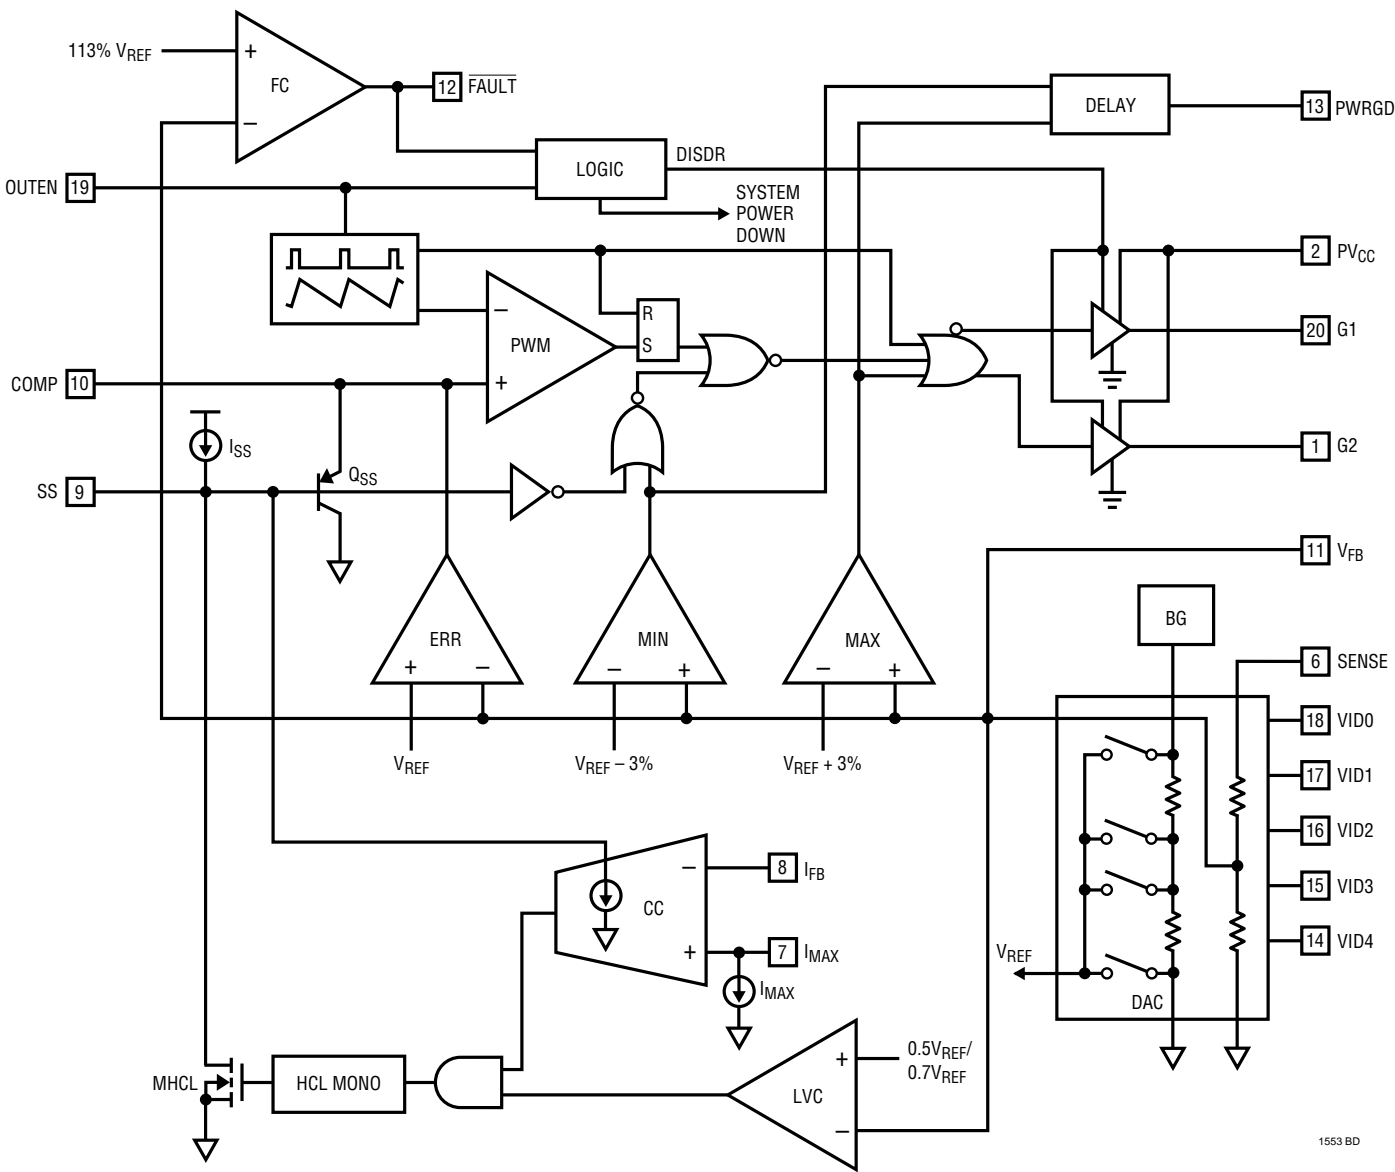 113% VREF
+
FC
−
12 FAULT
DELAY
13 PWRGD
OUTEN 19
LOGIC
DISDR
SYSTEM
POWER
DOWN
2 PVCC
R
S
−
PWM
+
20 G1
COMP 10
ISS
QSS
1 G2
SS 9
11 VFB
BG
ERR
+ −
MIN
− +
MAX
− +
6 SENSE
18 VID0
VREF
VREF – 3%
VREF + 3%
17 VID1
16 VID2
15 VID3
14 VID4
−
8 IFB
CC
+
7 IMAX
IMAX
VREF
DAC
MHCL
HCL MONO
LVC
+
−
0.5VREF/
0.7VREF
1553 BD